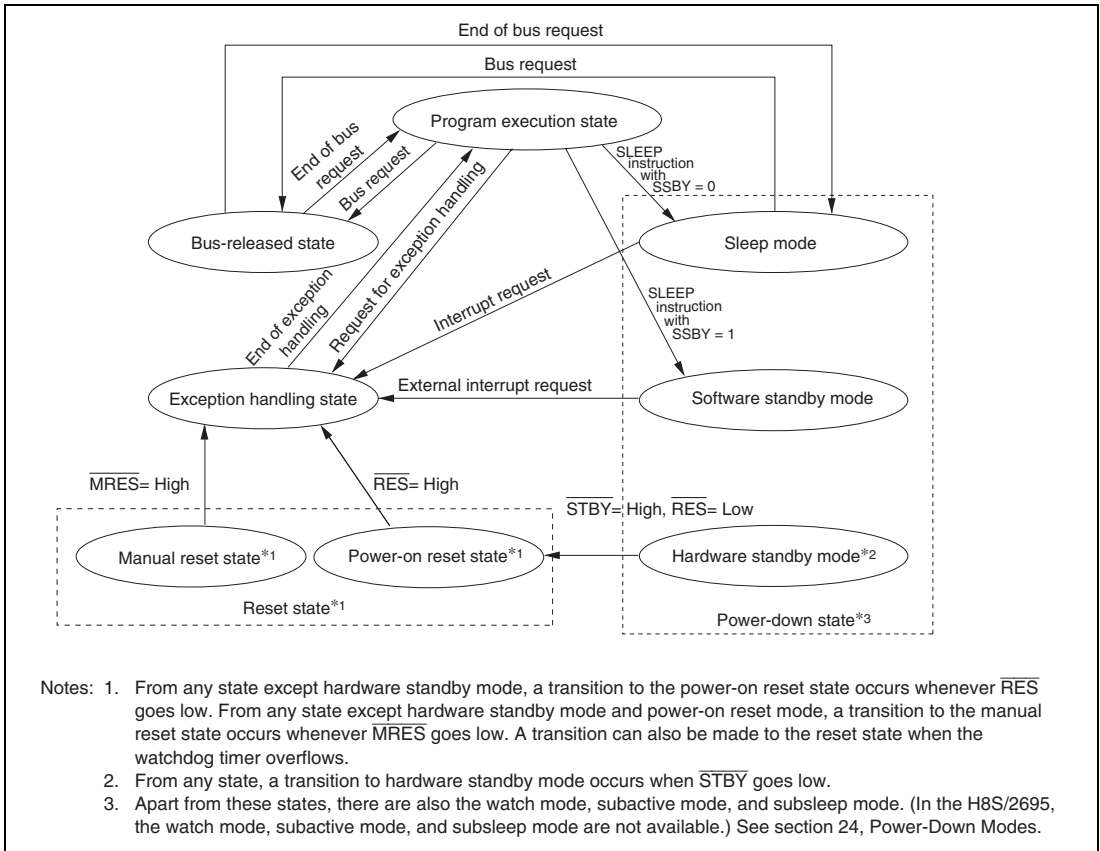 End of bus request
Bus request
Program execution state
End of bus
request
Bus request
SLEEP
instruction
with
SSBY = 0
Bus-released state
Sleep mode
End of exception
handling
Request for exception handling
Interrupt request
SLEEP
instruction
with
SSBY = 1
Exception handling state
External interrupt request
Software standby mode
M̅R̅E̅S̅= High
R̅E̅S̅= High
S̅T̅B̅Y̅= High, R̅E̅S̅= Low
Manual reset state*1
Power-on reset state*1
Hardware standby mode*2
Reset state*1
Power-down state*3
Notes: 1. From any state except hardware standby mode, a transition to the power-on reset state occurs whenever R̅E̅S̅
goes low. From any state except hardware standby mode and power-on reset mode, a transition to the manual
reset state occurs whenever M̅R̅E̅S̅ goes low. A transition can also be made to the reset state when the
watchdog timer overflows.
2. From any state, a transition to hardware standby mode occurs when S̅T̅B̅Y̅ goes low.
3. Apart from these states, there are also the watch mode, subactive mode, and subsleep mode. (In the H8S/2695,
the watch mode, subactive mode, and subsleep mode are not available.) See section 24, Power-Down Modes.